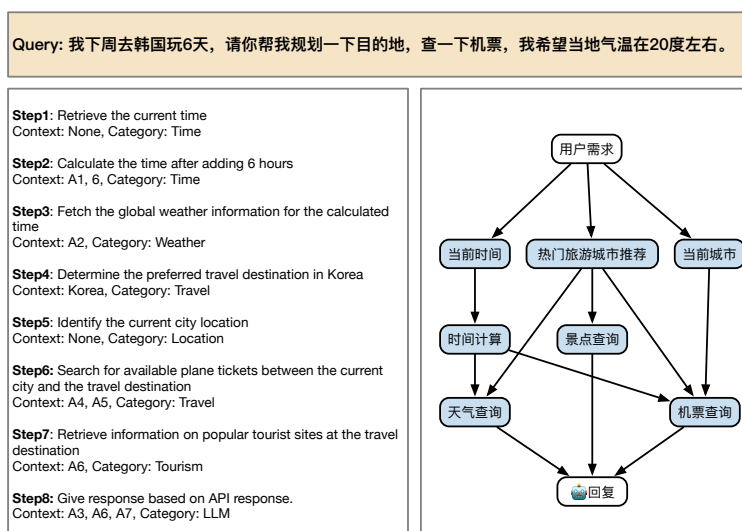 Query: 我下周去韩国玩6天，请你帮我规划一下目的地，查一下机票，我希望当地气温在20度左右。
Step1: Retrieve the current time
Context: None, Category: Time
Step2: Calculate the time after adding 6 hours
Context: A1, 6, Category: Time
Step3: Fetch the global weather information for the calculated
time
Context: A2, Category: Weather
Step4: Determine the preferred travel destination in Korea
Context: Korea, Category: Travel
Step5: Identify the current city location
Context: None, Category: Location
Step6: Search for available plane tickets between the current
city and the travel destination
Context: A4, A5, Category: Travel
Step7: Retrieve information on popular tourist sites at the travel
destination
Context: A6, Category: Tourism
Step8: Give response based on API response.
Context: A3, A6, A7, Category: LLM
用户需求
当前时间
热门旅游城市推荐
当前城市
时间计算
景点查询
天气查询
机票查询
回复